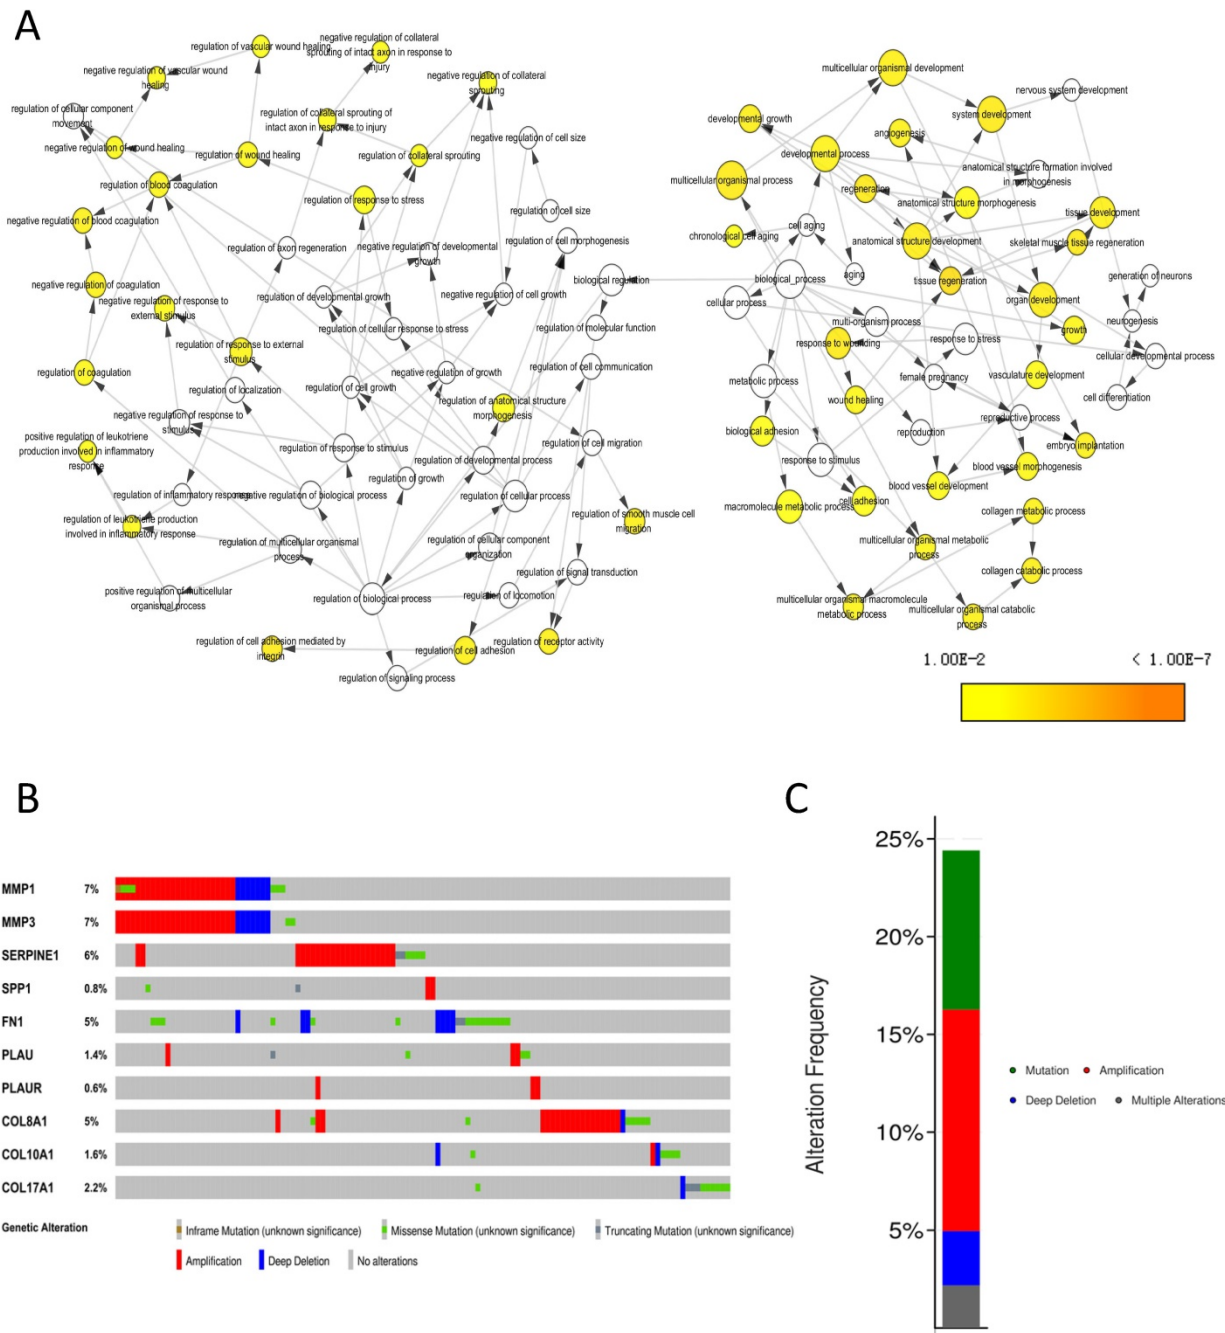 A
regulation of vascular wound healing
negative regulation of collateral
sprouting of intact axon in response to
injury
negative regulation of vascular wound
healing
negative regulation of collateral
sprouting
regulation of cellular component
movement
regulation of collateral sprouting of
intact axon in response to injury
negative regulation of cell size
negative regulation of wound healing
regulation of wound healing
regulation of collateral sprouting
regulation of blood coagulation
regulation of response to stress
negative regulation of blood coagulation
regulation of cell size
regulation of axon regeneration
negative regulation of developmental
growth
regulation of cell morphogenesis
biological regulation
negative regulation of coagulation
negative regulation of response to
external stimulus
regulation of developmental growth
negative regulation of cell growth
regulation of cellular response to stress
regulation of molecular function
regulation of response to external
stimulus
regulation of coagulation
regulation of localization
regulation of cell growth
negative regulation of growth
regulation of cell communication
regulation of anatomical structure
morphogenesis
negative regulation of response to
stimulus
positive regulation of leukotriene
production involved in inflammatory
response
regulation of response to stimulus
regulation of cell migration
regulation of developmental process
regulation of growth
regulation of inflammatory response
negative regulation of biological process
regulation of cellular process
regulation of leukotriene production
involved in inflammatory response
regulation of smooth muscle cell
migration
regulation of multicellular organismal
process
regulation of cellular component
organization
regulation of signal transduction
positive regulation of multicellular
organismal process
regulation of biological process
regulation of locomotion
regulation of cell adhesion mediated by
integrin
regulation of cell adhesion
regulation of receptor activity
regulation of signaling process
multicellular organismal development
nervous system development
developmental growth
system development
angiogenesis
developmental process
anatomical structure formation involved
in morphogenesis
multicellular organismal process
regeneration
anatomical structure morphogenesis
tissue development
chronological cell aging
cell aging
anatomical structure development
skeletal muscle tissue regeneration
biological_process
aging
tissue regeneration
generation of neurons
cellular process
organ development
multi-organism process
neurogenesis
growth
response to wounding
response to stress
cellular developmental process
metabolic process
female pregnancy
vasculature development
wound healing
cell differentiation
reproductive process
biological adhesion
reproduction
embryo implantation
response to stimulus
blood vessel morphogenesis
blood vessel development
macromolecule metabolic process
cell adhesion
collagen metabolic process
multicellular organismal metabolic
process
collagen catabolic process
multicellular organismal macromolecule
metabolic process
multicellular organismal catabolic
process
1.00E-2 < 1.00E-7
B
MMP1 7%
MMP3 7%
SERPINE1 6%
SPP1 0.8%
FN1 5%
PLAU 1.4%
PLAUR 0.6%
COL8A1 5%
COL10A1 1.6%
COL17A1 2.2%
Genetic Alteration
Inframe Mutation (unknown significance) Missense Mutation (unknown significance) Truncating Mutation (unknown significance)
Amplification Deep Deletion No alterations
C
25%
20%
15%
10%
5%
Alteration Frequency
Mutation Amplification
Deep Deletion Multiple Alterations